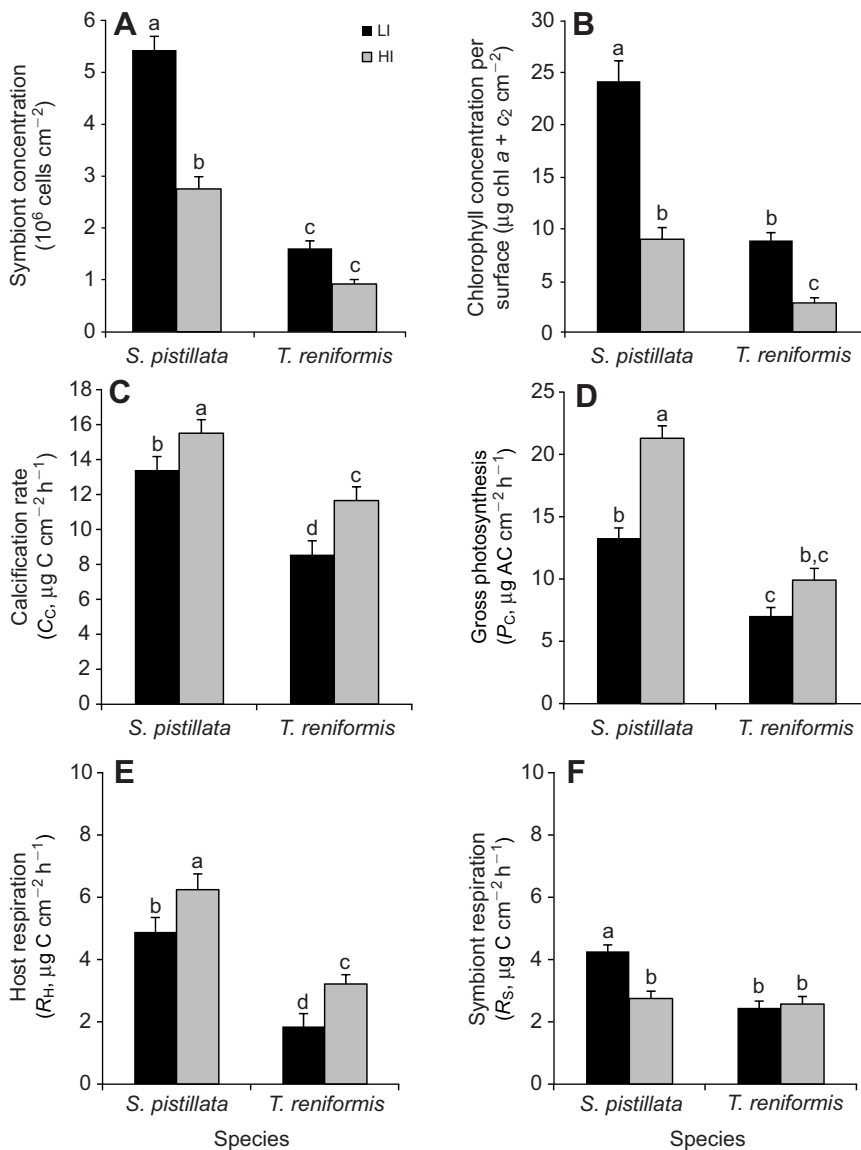 A
Symbiont concentration
(10⁶ cells cm⁻²)
6
5
4
3
2
1
0
a
b
c
c
LI
HI
S. pistillata
T. reniformis
B
Chlorophyll concentration per
surface (µg chl a + c₂ cm⁻²)
30
25
20
15
10
5
0
a
b
b
c
S. pistillata
T. reniformis
C
Calcification rate
(C_C, µg C cm⁻² h⁻¹)
18
16
14
12
10
8
6
4
2
0
b
a
d
c
S. pistillata
T. reniformis
D
Gross photosynthesis
(P_C, µg AC cm⁻² h⁻¹)
25
20
15
10
5
0
b
a
c
b,c
S. pistillata
T. reniformis
E
Host respiration
(R_H, µg C cm⁻² h⁻¹)
10
8
6
4
2
0
b
a
d
c
S. pistillata
T. reniformis
Species
F
Symbiont respiration
(R_S, µg C cm⁻² h⁻¹)
10
8
6
4
2
0
a
b
b
b
S. pistillata
T. reniformis
Species